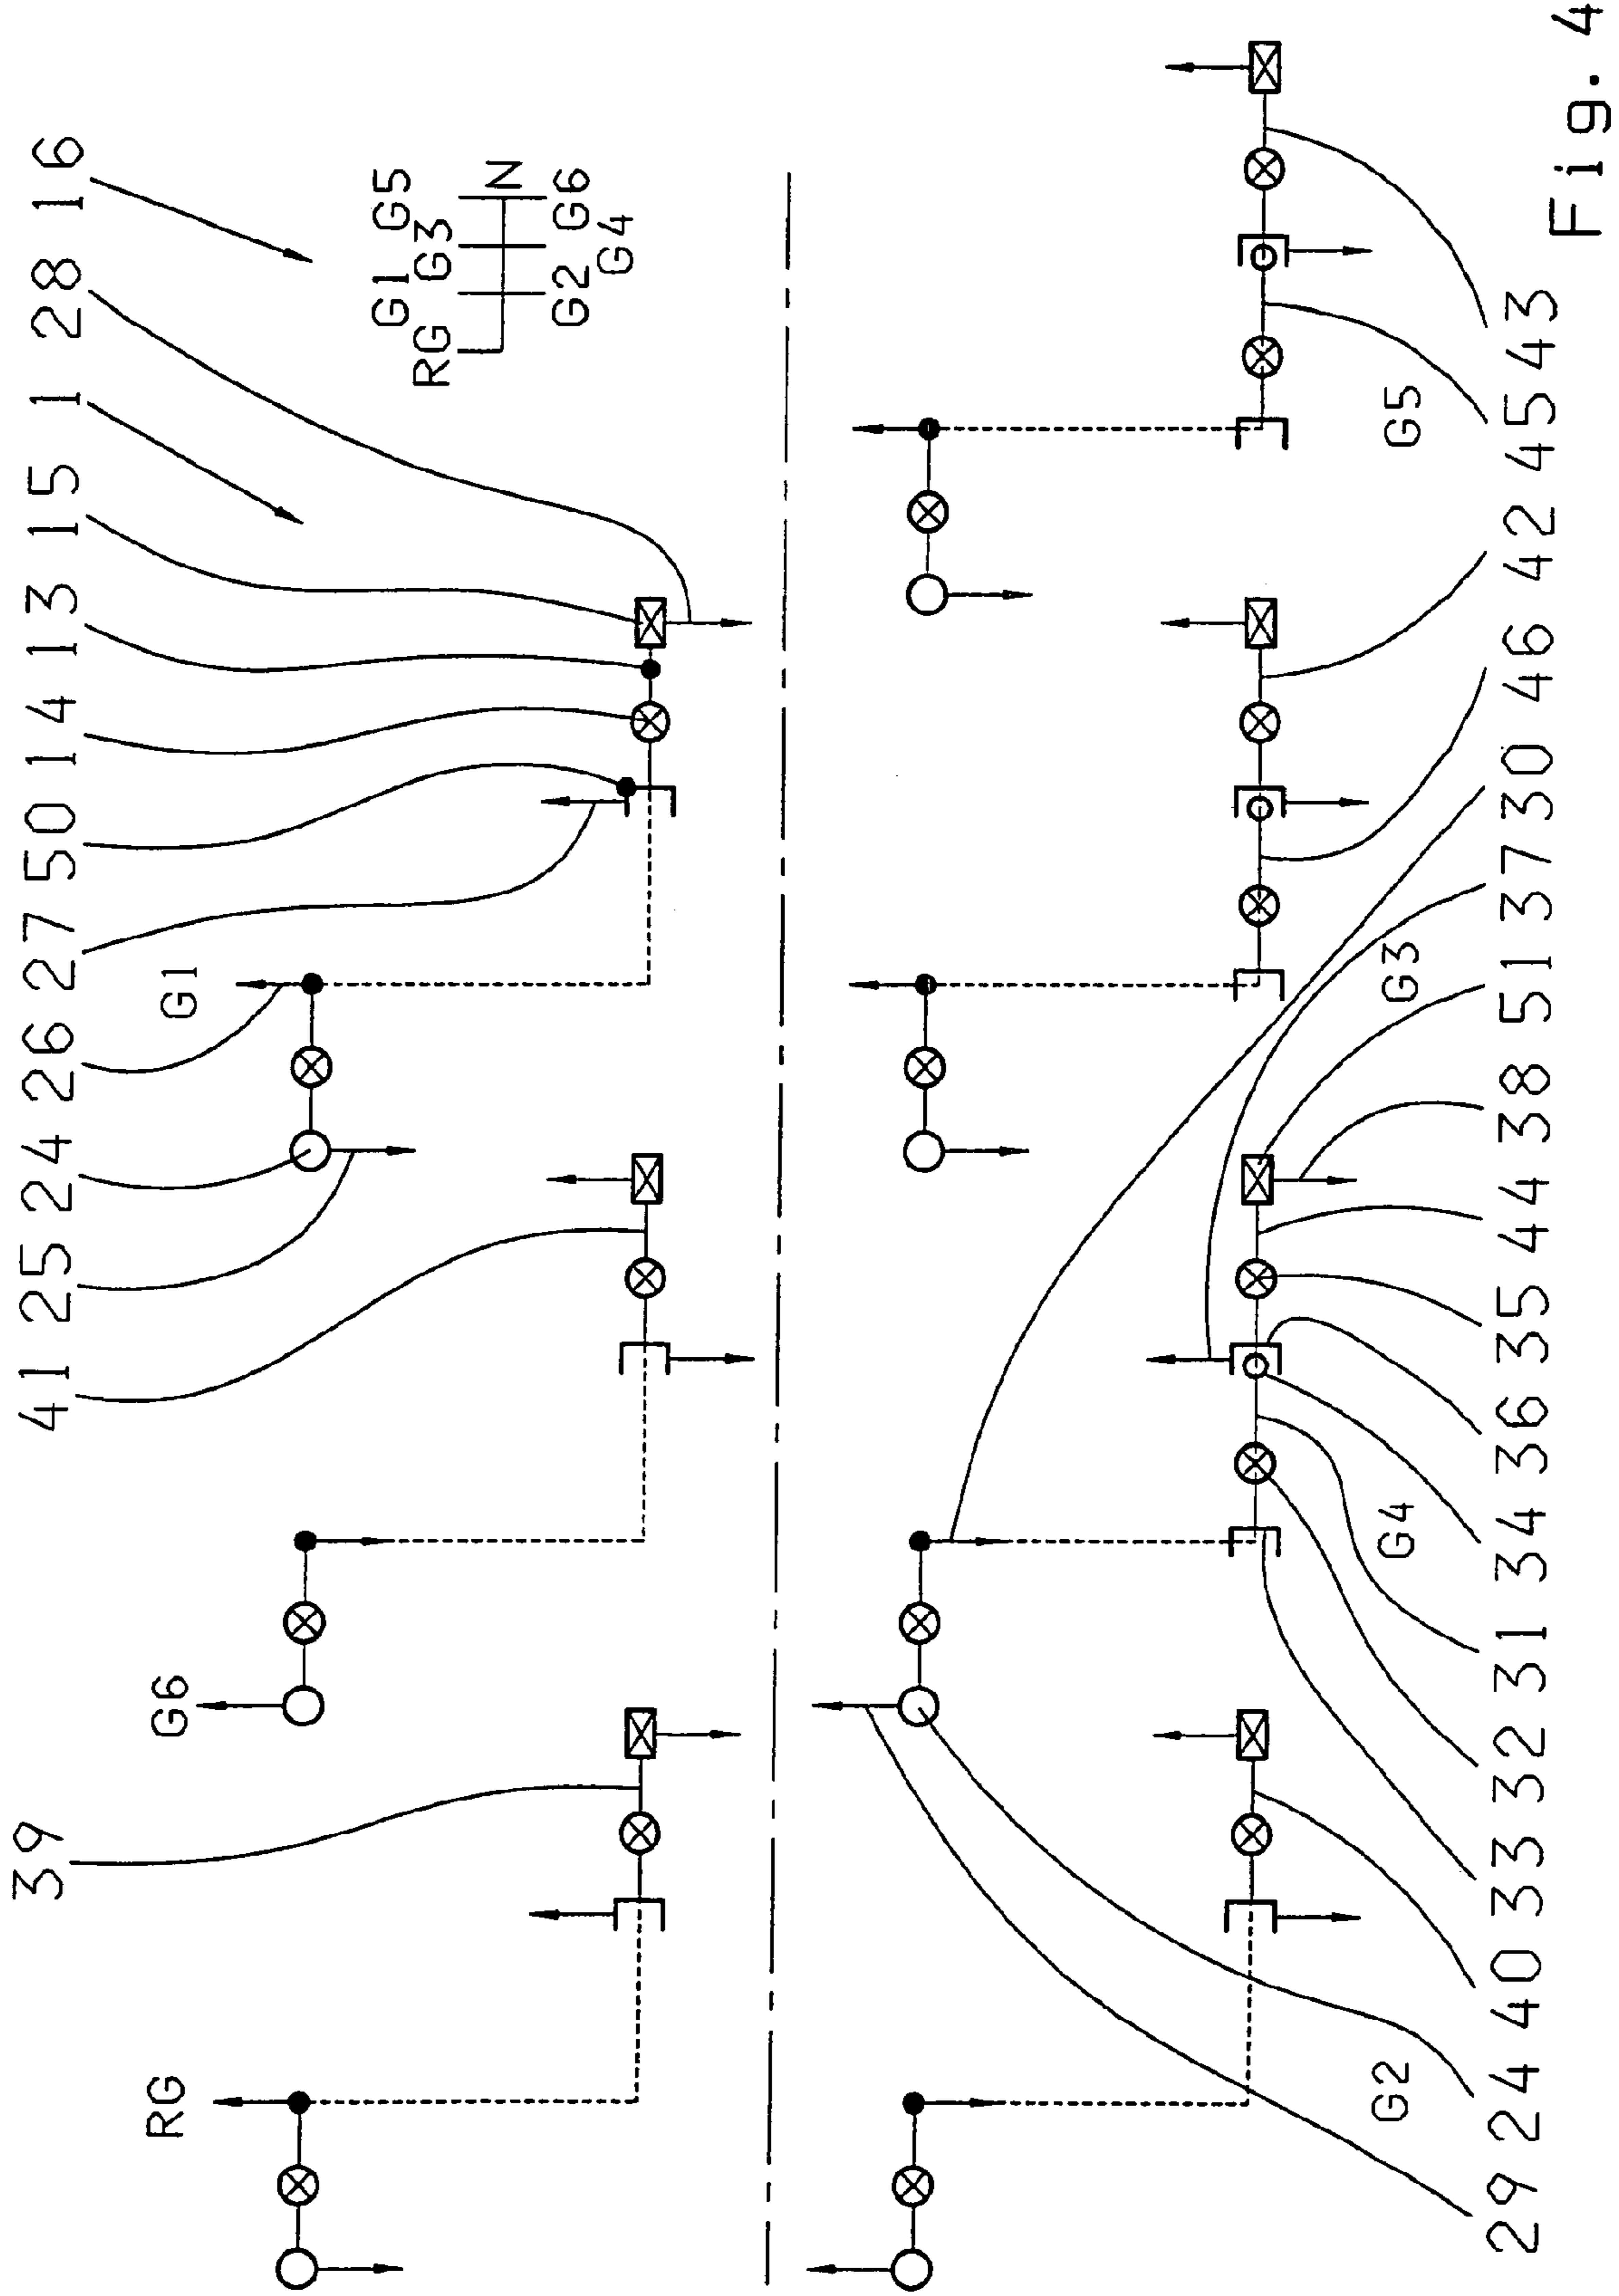 39 41 25 24 26 27 50 14 13 15 1 28 16
RG G6 G1
G1 G5
RG G3
N
G2 G6
G4
G2 G4 G3 G5
29 24 40 33 32 31 34 36 35 44 38 51 37 30 46 42 45 43
Fig. 4